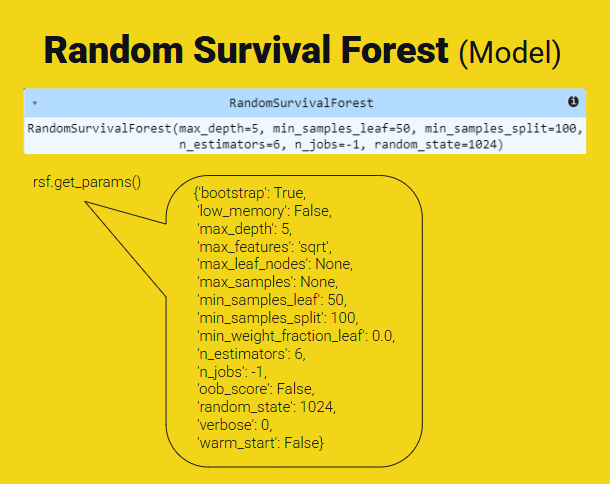 Random Survival Forest (Model)
RandomSurvivalForest
RandomSurvivalForest(max_depth=5, min_samples_leaf=50, min_samples_split=100,
n_estimators=6, n_jobs=-1, random_state=1024)
rsf.get_params()
{'bootstrap': True,
'low_memory': False,
'max_depth': 5,
'max_features': 'sqrt',
'max_leaf_nodes': None,
'max_samples': None,
'min_samples_leaf': 50,
'min_samples_split': 100,
'min_weight_fraction_leaf': 0.0,
'n_estimators': 6,
'n_jobs': -1,
'oob_score': False,
'random_state': 1024,
'verbose': 0,
'warm_start': False}